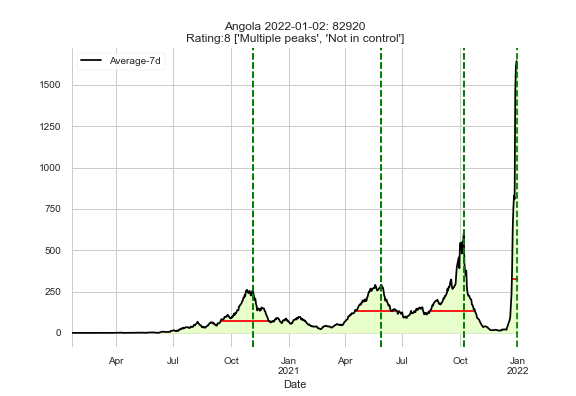 Angola 2022-01-02: 82920
Rating:8 ['Multiple peaks', 'Not in control']
Average-7d
1500
1250
1000
750
500
250
0
Apr
Jul
Oct
Jan
2021
Apr
Jul
Oct
Jan
2022
Date